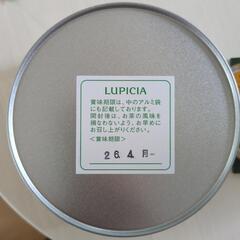 LUPICIA
賞味期限は、中のアルミ袋
にも記載しております。
開封後は、お茶の風味を
損なわないよう、お早めに
お召し上がりください。
<賞味期限>
26.4.月